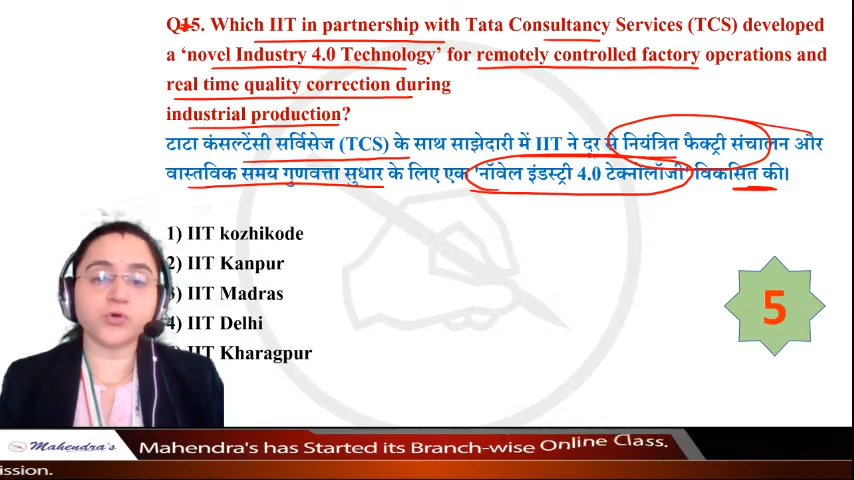 Q15. Which IIT in partnership with Tata Consultancy Services (TCS) developed
a ‘novel Industry 4.0 Technology’ for remotely controlled factory operations and
real time quality correction during
industrial production?
टाटा कंसल्टेंसी सर्विसेज (TCS) के साथ साझेदारी में IIT ने दूर से नियंत्रित फैक्ट्री संचालन और
वास्तविक समय गुणवत्ता सुधार के लिए एक 'नॉवेल इंडस्ट्री 4.0 टेक्नोलॉजी' विकसित की।
1) IIT kozhikode
2) IIT Kanpur
3) IIT Madras
4) IIT Delhi
IIT Kharagpur
5
Mahendra's
Mahendra's has Started its Branch-wise Online Class.
ission.